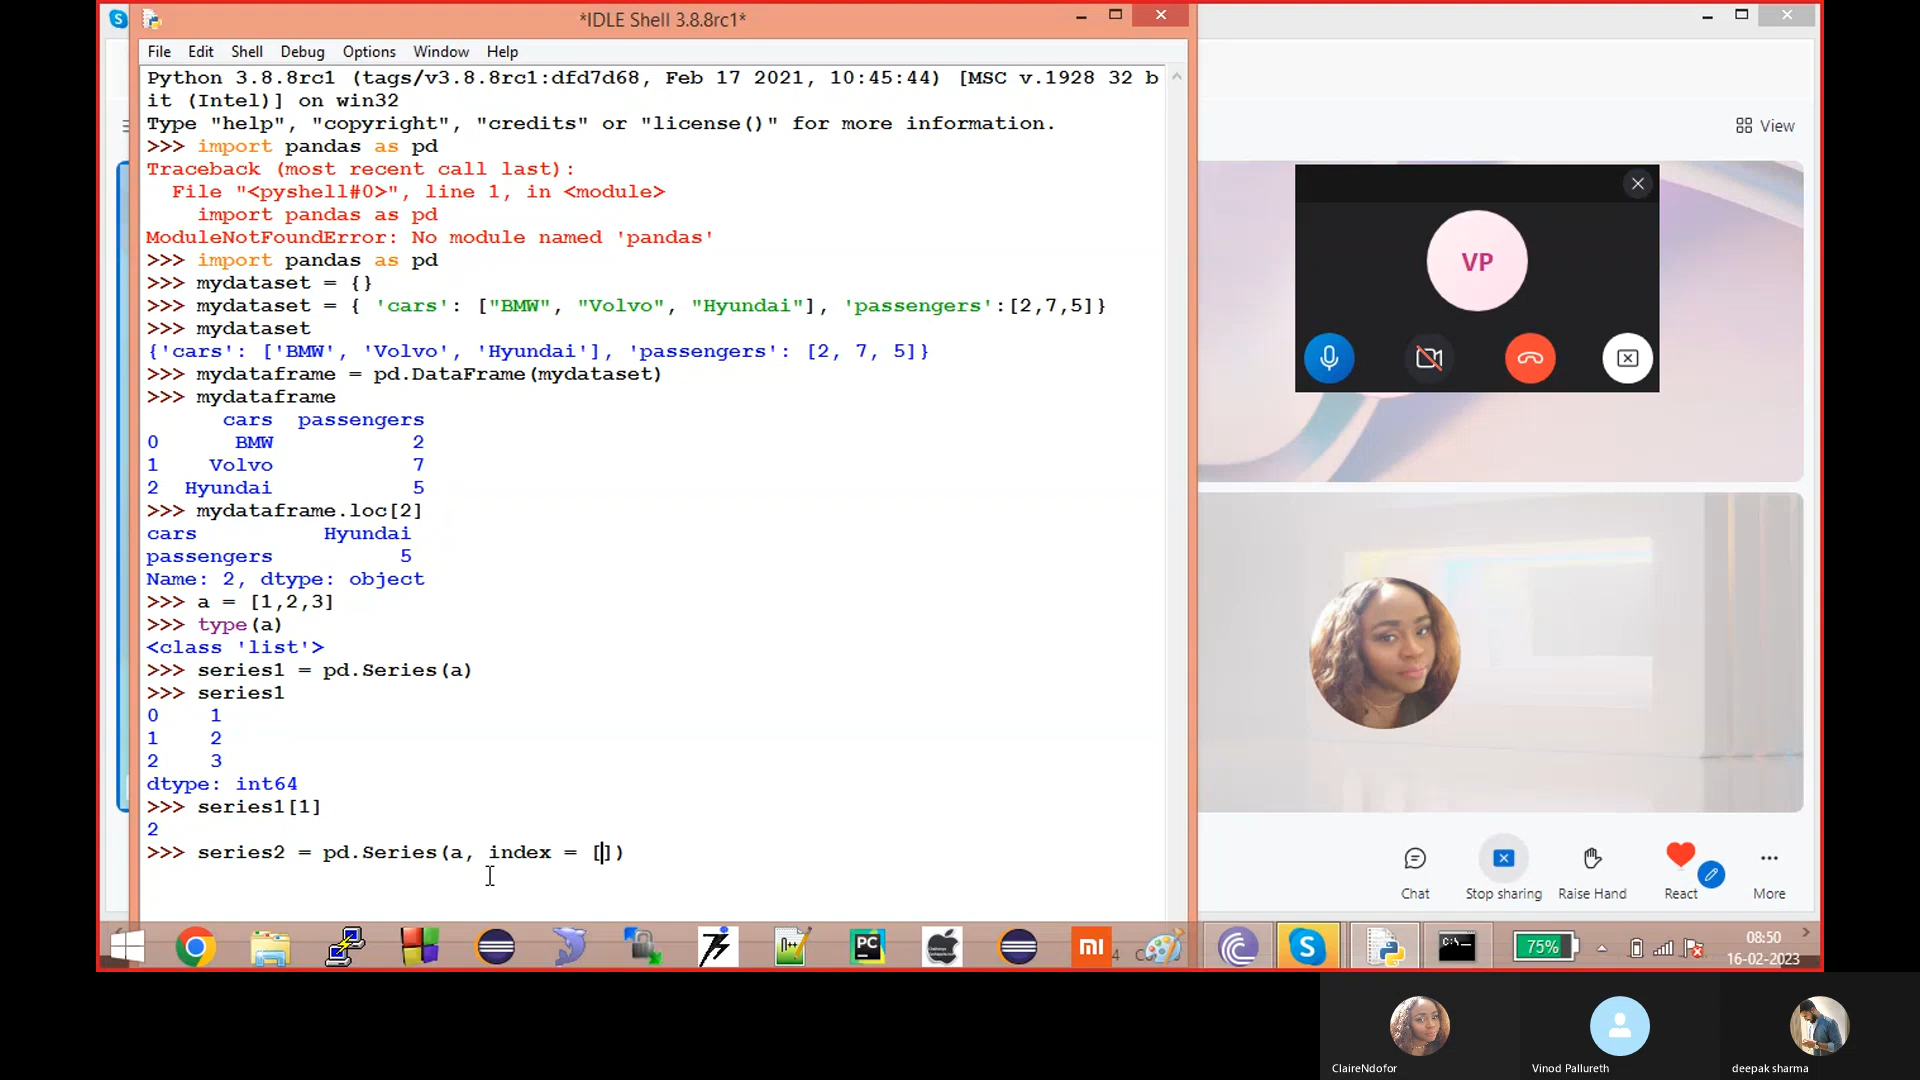 *IDLE Shell 3.8.8rc1*
File Edit Shell Debug Options Window Help
Python 3.8.8rc1 (tags/v3.8.8rc1:dfd7d68, Feb 17 2021, 10:45:44) [MSC v.1928 32 b
it (Intel)] on win32
Type "help", "copyright", "credits" or "license()" for more information.
>>> import pandas as pd
Traceback (most recent call last):
  File "<pyshell#0>", line 1, in <module>
    import pandas as pd
ModuleNotFoundError: No module named 'pandas'
>>> import pandas as pd
>>> mydataset = {}
>>> mydataset = { 'cars': ["BMW", "Volvo", "Hyundai"], 'passengers':[2,7,5]}
>>> mydataset
{'cars': ['BMW', 'Volvo', 'Hyundai'], 'passengers': [2, 7, 5]}
>>> mydataframe = pd.DataFrame(mydataset)
>>> mydataframe
      cars  passengers
0      BMW           2
1    Volvo           7
2  Hyundai           5
>>> mydataframe.loc[2]
cars          Hyundai
passengers          5
Name: 2, dtype: object
>>> a = [1,2,3]
>>> type(a)
<class 'list'>
>>> series1 = pd.Series(a)
>>> series1
0    1
1    2
2    3
dtype: int64
>>> series1[1]
2
>>> series2 = pd.Series(a, index = [])
View
VP
Chat
Stop sharing
Raise Hand
React
More
N++
PC
C:\
75%
08:50
16-02-2023
ClaireNdofor
Vinod Pallureth
deepak sharma